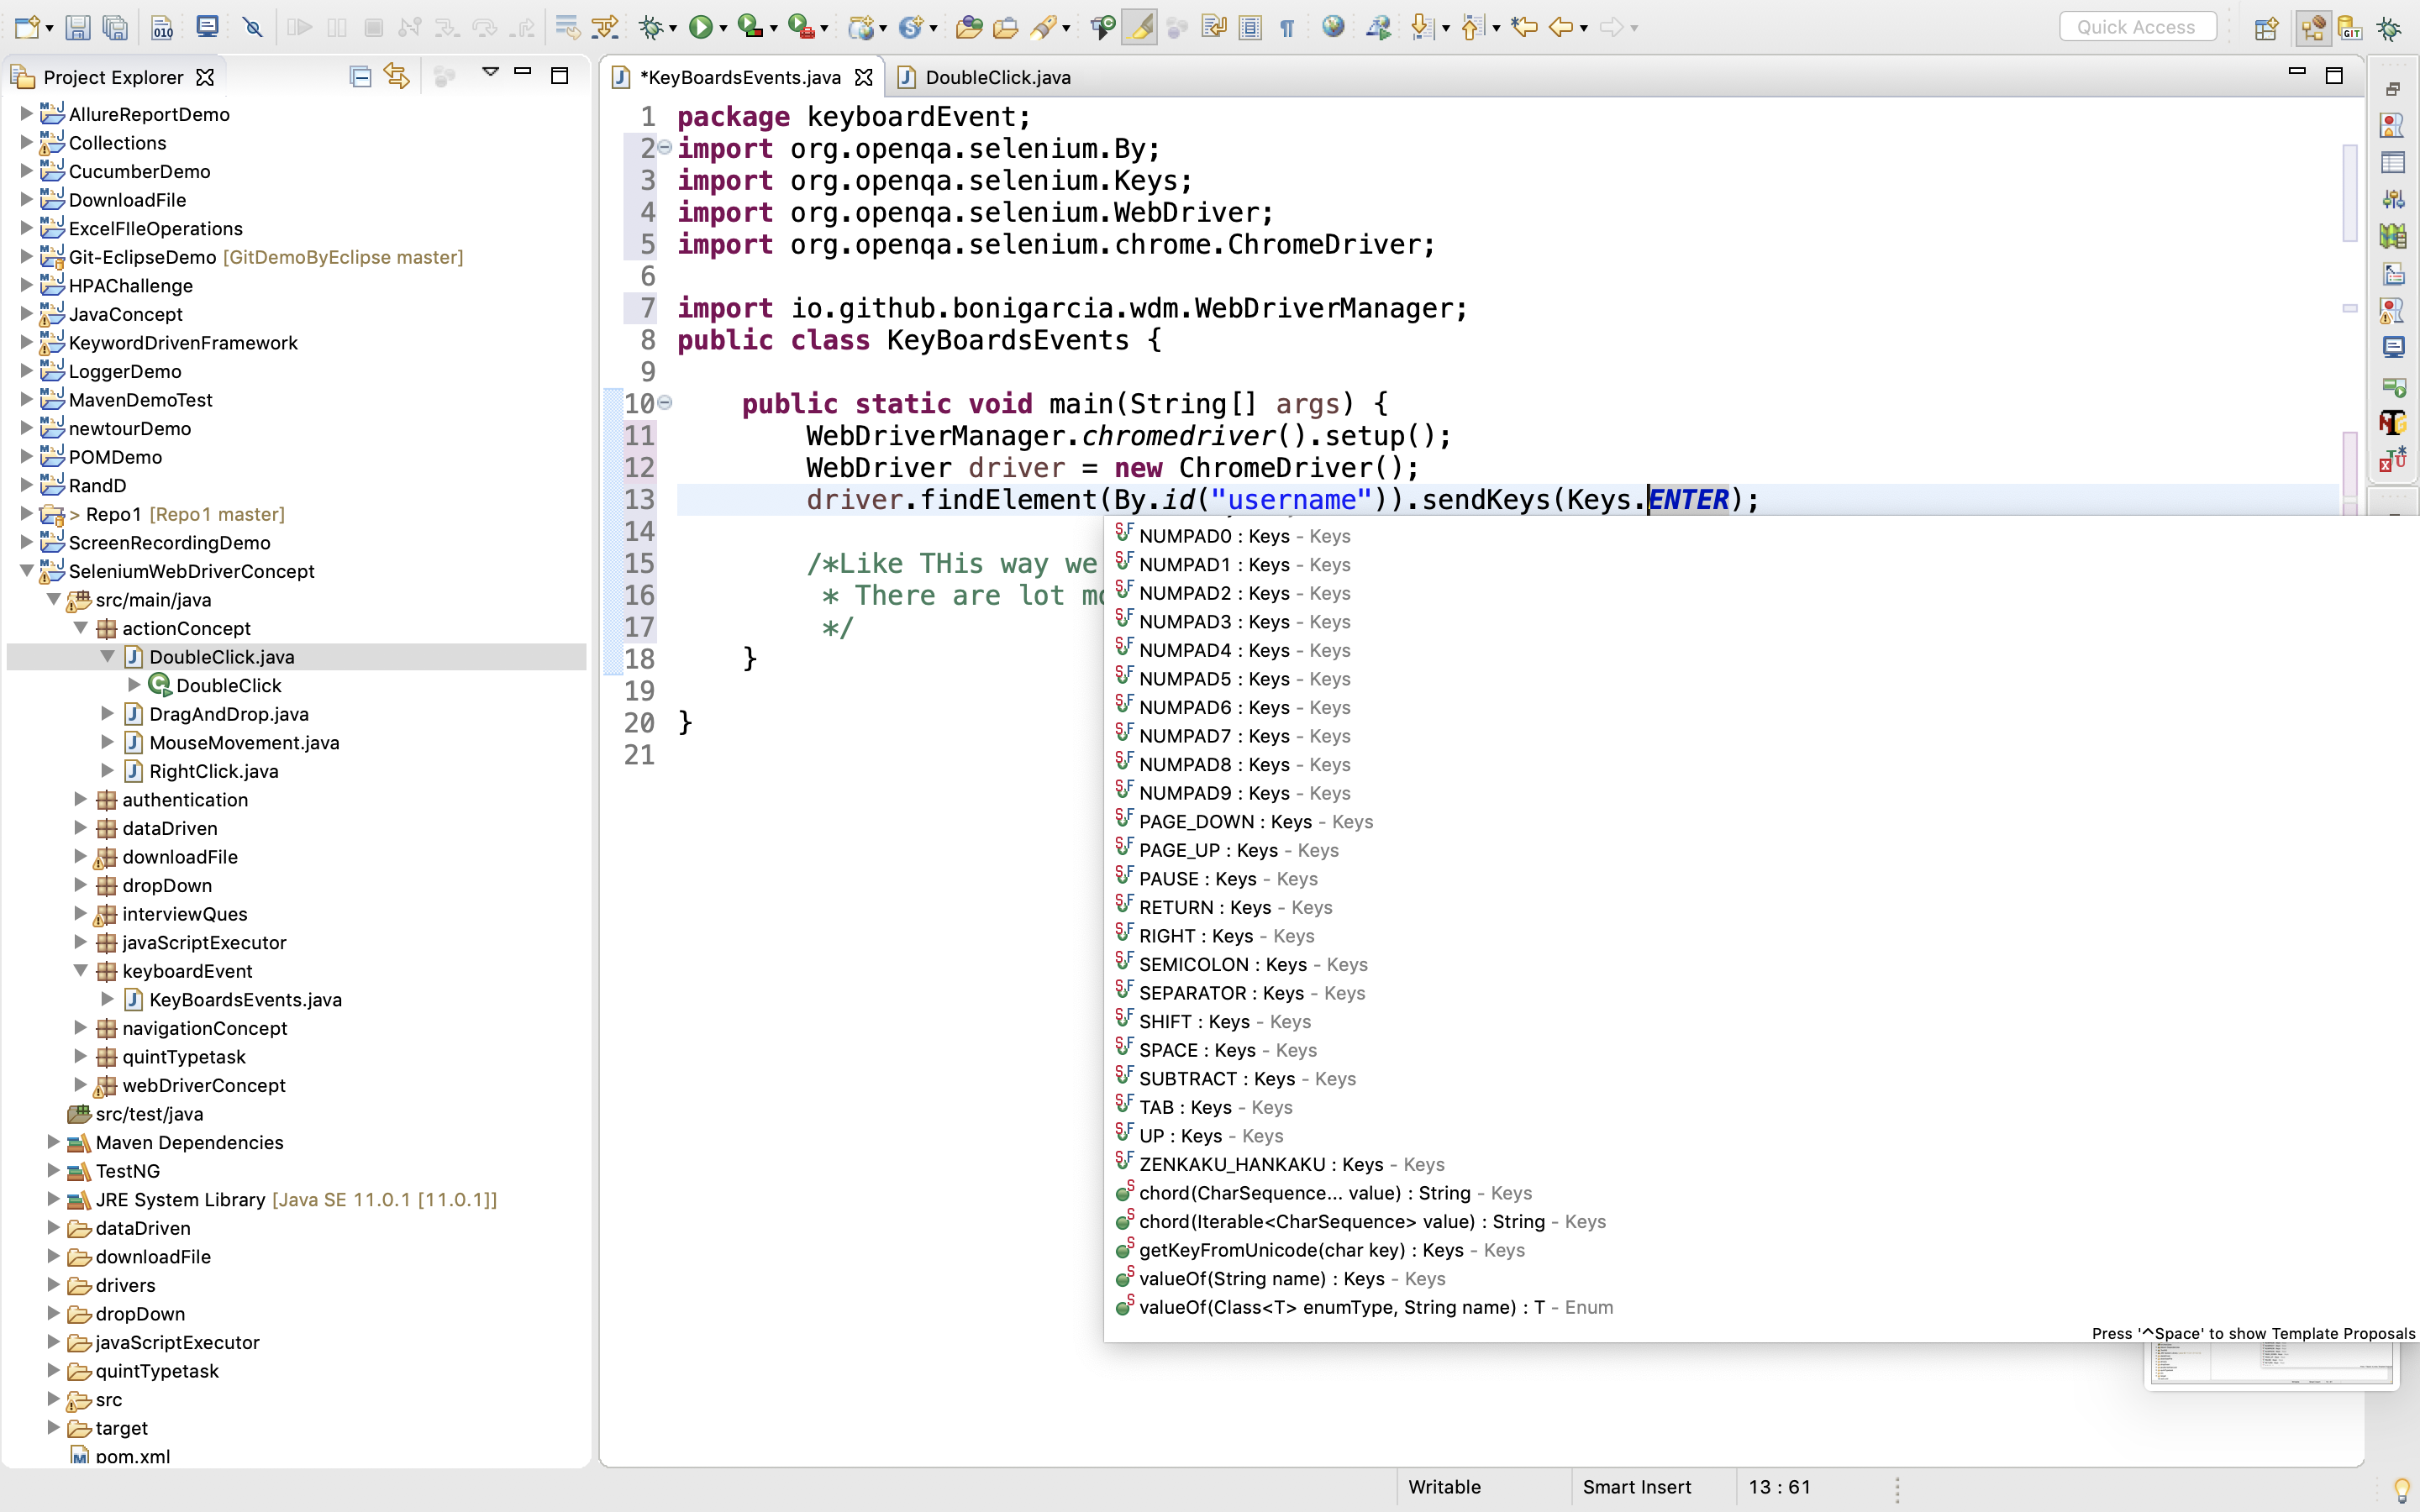 Quick Access
Project Explorer
AllureReportDemo
Collections
CucumberDemo
DownloadFile
ExcelFIleOperations
Git-EclipseDemo [GitDemoByEclipse master]
HPAChallenge
JavaConcept
KeywordDrivenFramework
LoggerDemo
MavenDemoTest
newtourDemo
POMDemo
RandD
> Repo1 [Repo1 master]
ScreenRecordingDemo
SeleniumWebDriverConcept
src/main/java
actionConcept
DoubleClick.java
DoubleClick
DragAndDrop.java
MouseMovement.java
RightClick.java
authentication
dataDriven
downloadFile
dropDown
interviewQues
javaScriptExecutor
keyboardEvent
KeyBoardsEvents.java
navigationConcept
quintTypetask
webDriverConcept
src/test/java
Maven Dependencies
TestNG
JRE System Library [Java SE 11.0.1 [11.0.1]]
dataDriven
downloadFile
drivers
dropDown
javaScriptExecutor
quintTypetask
src
target
pom.xml
*KeyBoardsEvents.java
DoubleClick.java
1 package keyboardEvent;
2 import org.openqa.selenium.By;
3 import org.openqa.selenium.Keys;
4 import org.openqa.selenium.WebDriver;
5 import org.openqa.selenium.chrome.ChromeDriver;
6
7 import io.github.bonigarcia.wdm.WebDriverManager;
8 public class KeyBoardsEvents {
9
10 public static void main(String[] args) {
11 WebDriverManager.chromedriver().setup();
12 WebDriver driver = new ChromeDriver();
13 driver.findElement(By.id("username")).sendKeys(Keys.ENTER);
14
15 /*Like THis way we
16 * There are lot
17 */
18 }
19
20 }
21
NUMPAD0 : Keys - Keys
NUMPAD1 : Keys - Keys
NUMPAD2 : Keys - Keys
NUMPAD3 : Keys - Keys
NUMPAD4 : Keys - Keys
NUMPAD5 : Keys - Keys
NUMPAD6 : Keys - Keys
NUMPAD7 : Keys - Keys
NUMPAD8 : Keys - Keys
NUMPAD9 : Keys - Keys
PAGE_DOWN : Keys - Keys
PAGE_UP : Keys - Keys
PAUSE : Keys - Keys
RETURN : Keys - Keys
RIGHT : Keys - Keys
SEMICOLON : Keys - Keys
SEPARATOR : Keys - Keys
SHIFT : Keys - Keys
SPACE : Keys - Keys
SUBTRACT : Keys - Keys
TAB : Keys - Keys
UP : Keys - Keys
ZENKAKU_HANKAKU : Keys - Keys
chord(CharSequence... value) : String - Keys
chord(Iterable<CharSequence> value) : String - Keys
getKeyFromUnicode(char key) : Keys - Keys
valueOf(String name) : Keys - Keys
valueOf(Class<T> enumType, String name) : T - Enum
Press '^Space' to show Template Proposals
Writable
Smart Insert
13 : 61